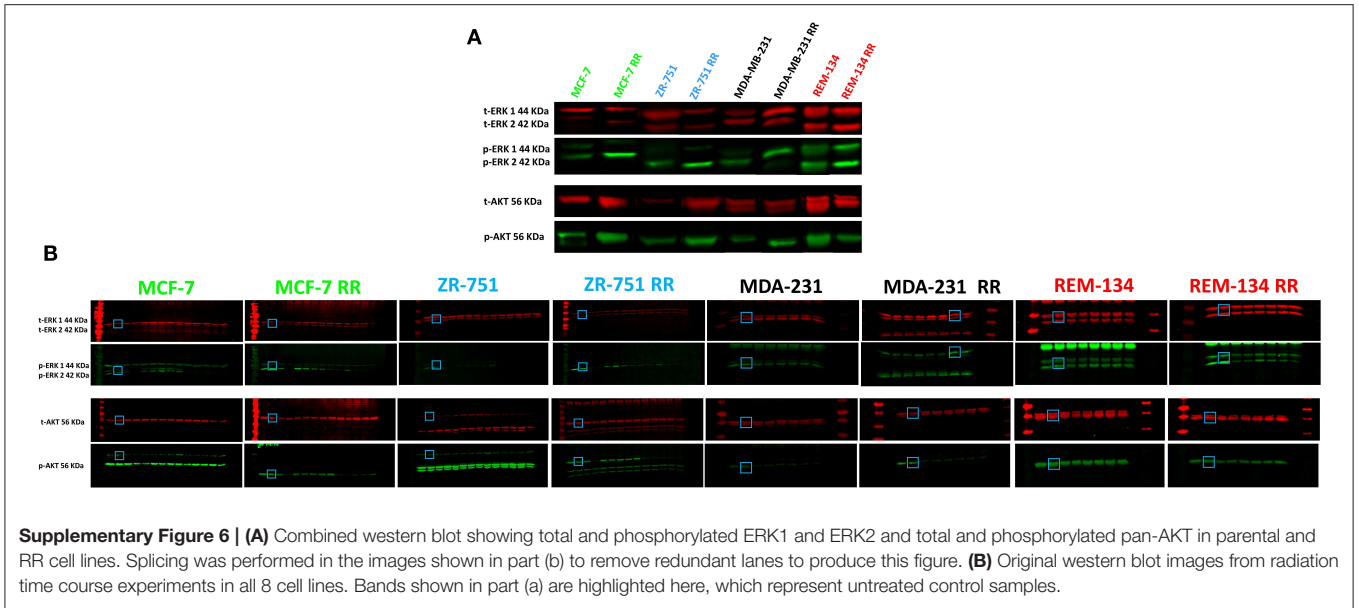 A
MCF-7 MCF-7 RR ZR-751 ZR-751 RR MDA-MB-231 MDA-MB-231 RR REM-134 REM-134 RR
t-ERK 1 44 KDa
t-ERK 2 42 KDa
p-ERK 1 44 KDa
p-ERK 2 42 KDa
t-AKT 56 KDa
p-AKT 56 KDa
B
MCF-7 MCF-7 RR ZR-751 ZR-751 RR MDA-231 MDA-231 RR REM-134 REM-134 RR
t-ERK 1 44 KDa
t-ERK 2 42 KDa
p-ERK 1 44 KDa
p-ERK 2 42 KDa
t-AKT 56 KDa
p-AKT 56 KDa
Supplementary Figure 6 | (A) Combined western blot showing total and phosphorylated ERK1 and ERK2 and total and phosphorylated pan-AKT in parental and
RR cell lines. Splicing was performed in the images shown in part (b) to remove redundant lanes to produce this figure. (B) Original western blot images from radiation
time course experiments in all 8 cell lines. Bands shown in part (a) are highlighted here, which represent untreated control samples.